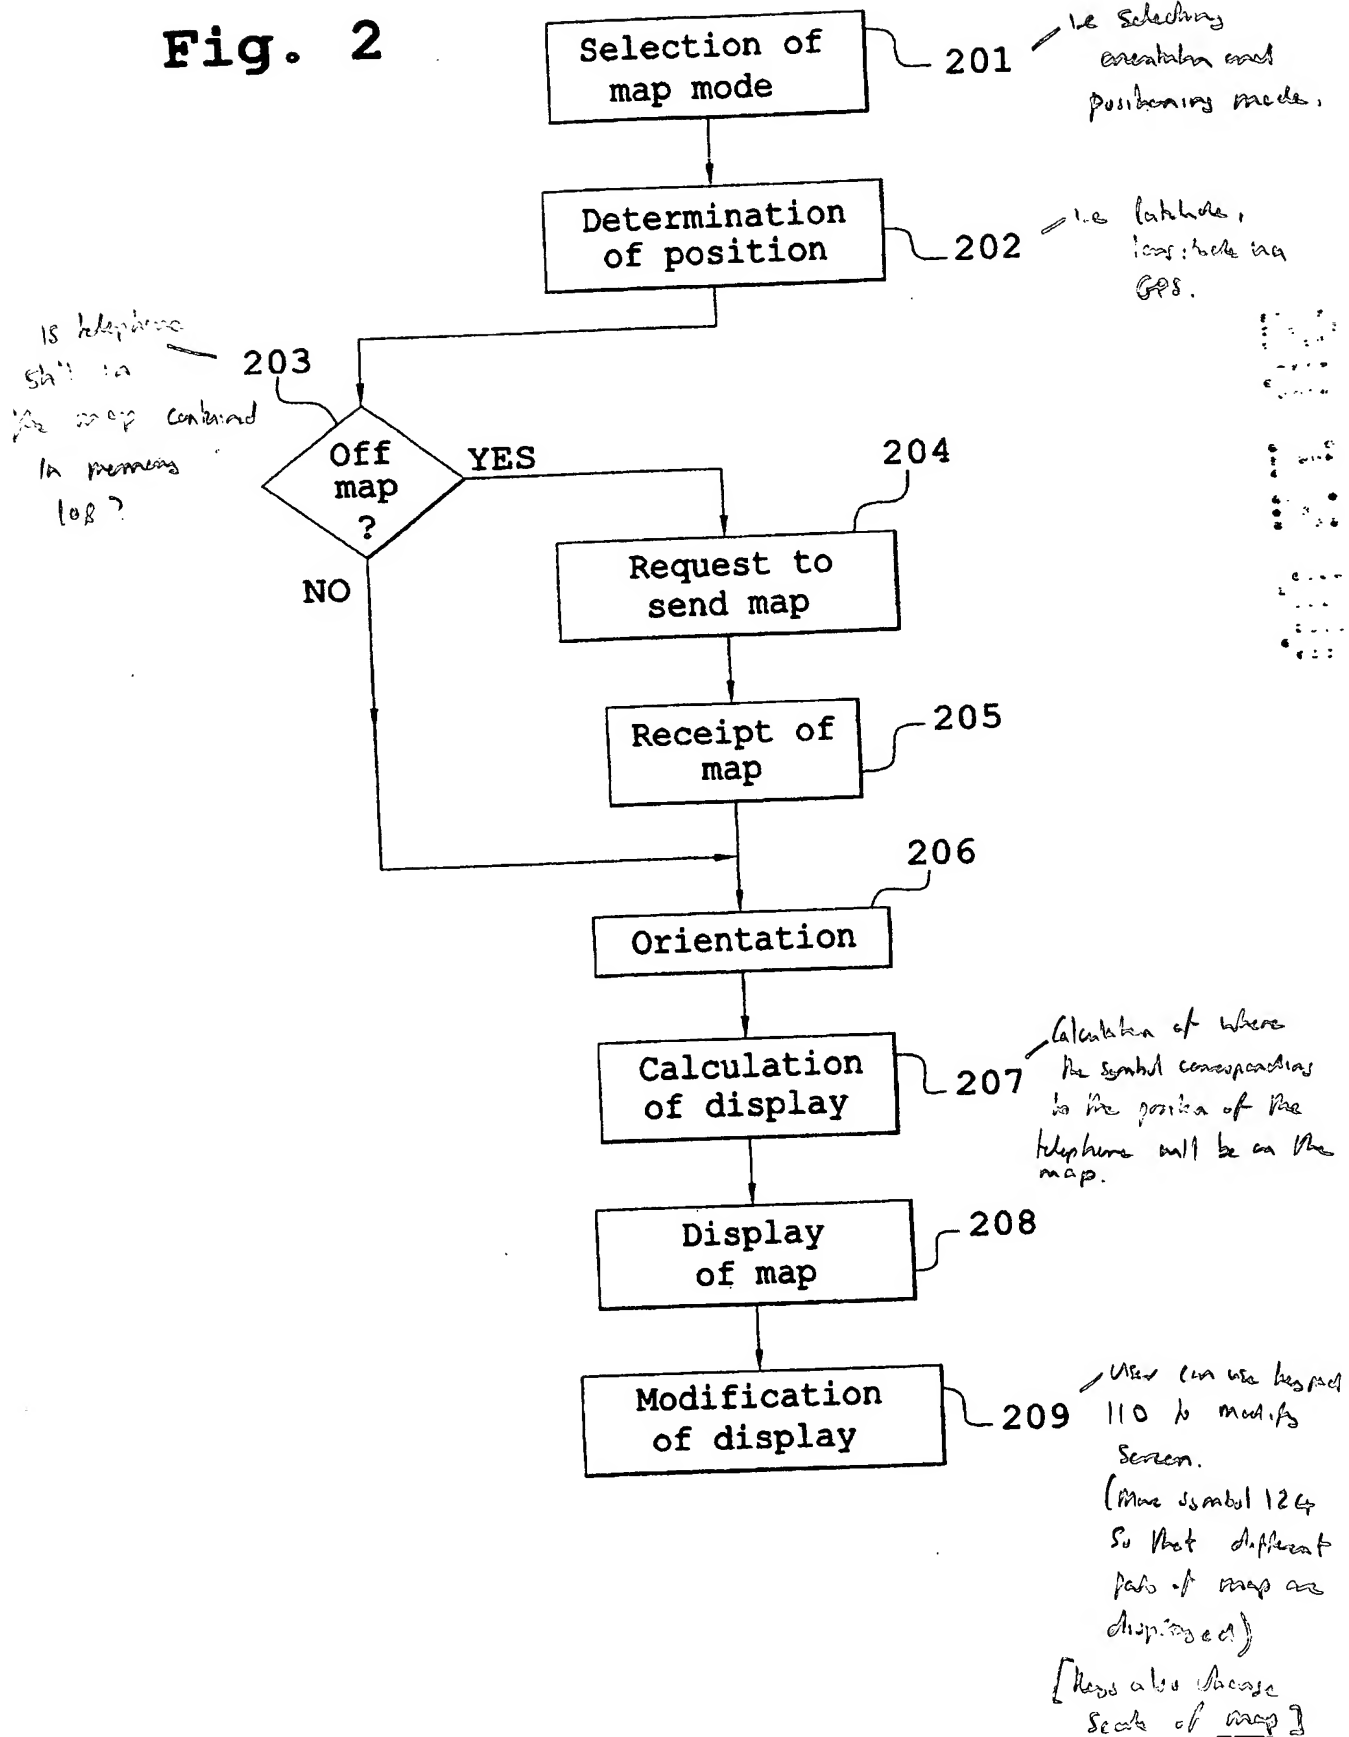 Fig. 2
Selection of
map mode
201
i.e selecting
orientation and
positioning mode.
Determination
of position
202
i.e latitude,
longitude via
GPS.
Is telephone
still in
the map contained
in memory
108?
203
Off
map
?
YES
NO
204
Request to
send map
Receipt of
map
205
206
Orientation
Calculation
of display
207
Calculation of where
the symbol corresponding
to the position of the
telephone will be on the
map.
Display
of map
208
Modification
of display
209
User can use keypad
110 to modify
screen.
(Move symbol 124
So that different
parts of map are
displayed)
[Keys also change
scale of map]